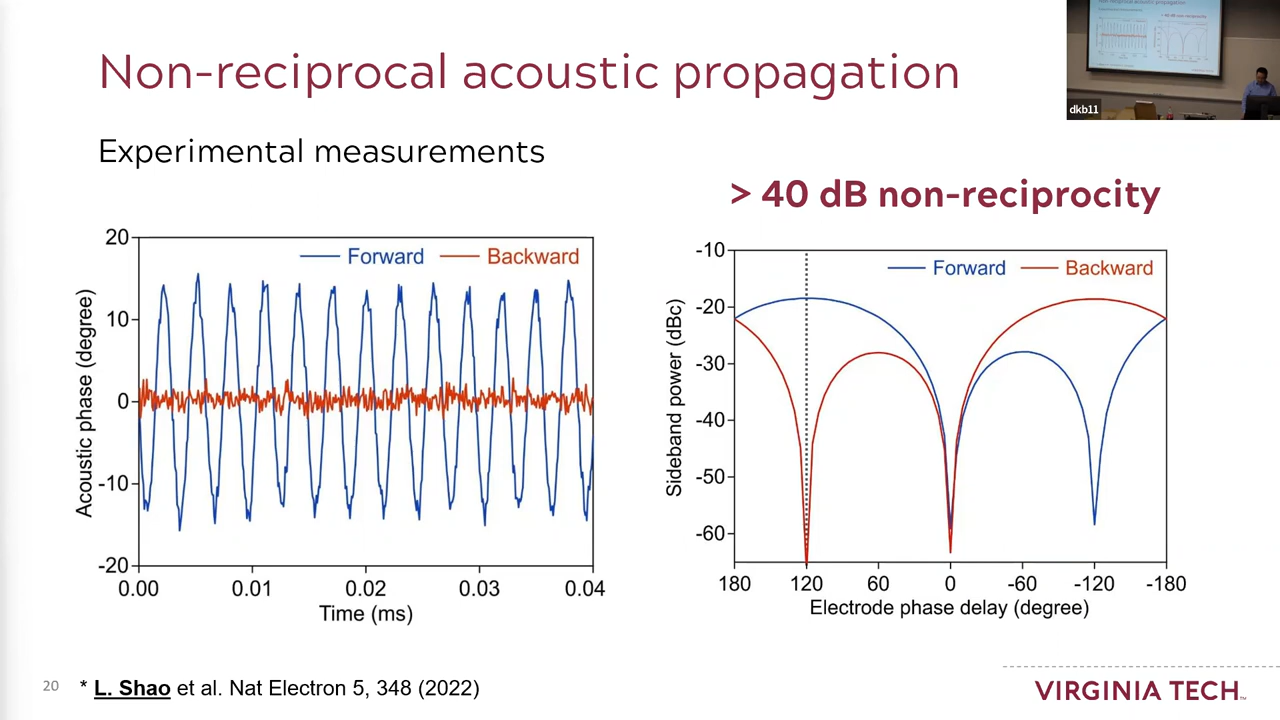 Non-reciprocal acoustic propagation
dkb11
Experimental measurements
> 40 dB non-reciprocity
20
10
0
-10
-20
Acoustic phase (degree)
Forward
Backward
0.00
0.01
0.02
0.03
0.04
Time (ms)
-10
-20
-30
-40
-50
-60
Sideband power (dBc)
Forward
Backward
180
120
60
0
-60
-120
-180
Electrode phase delay (degree)
20
* L. Shao et al. Nat Electron 5, 348 (2022)
VIRGINIA TECH™